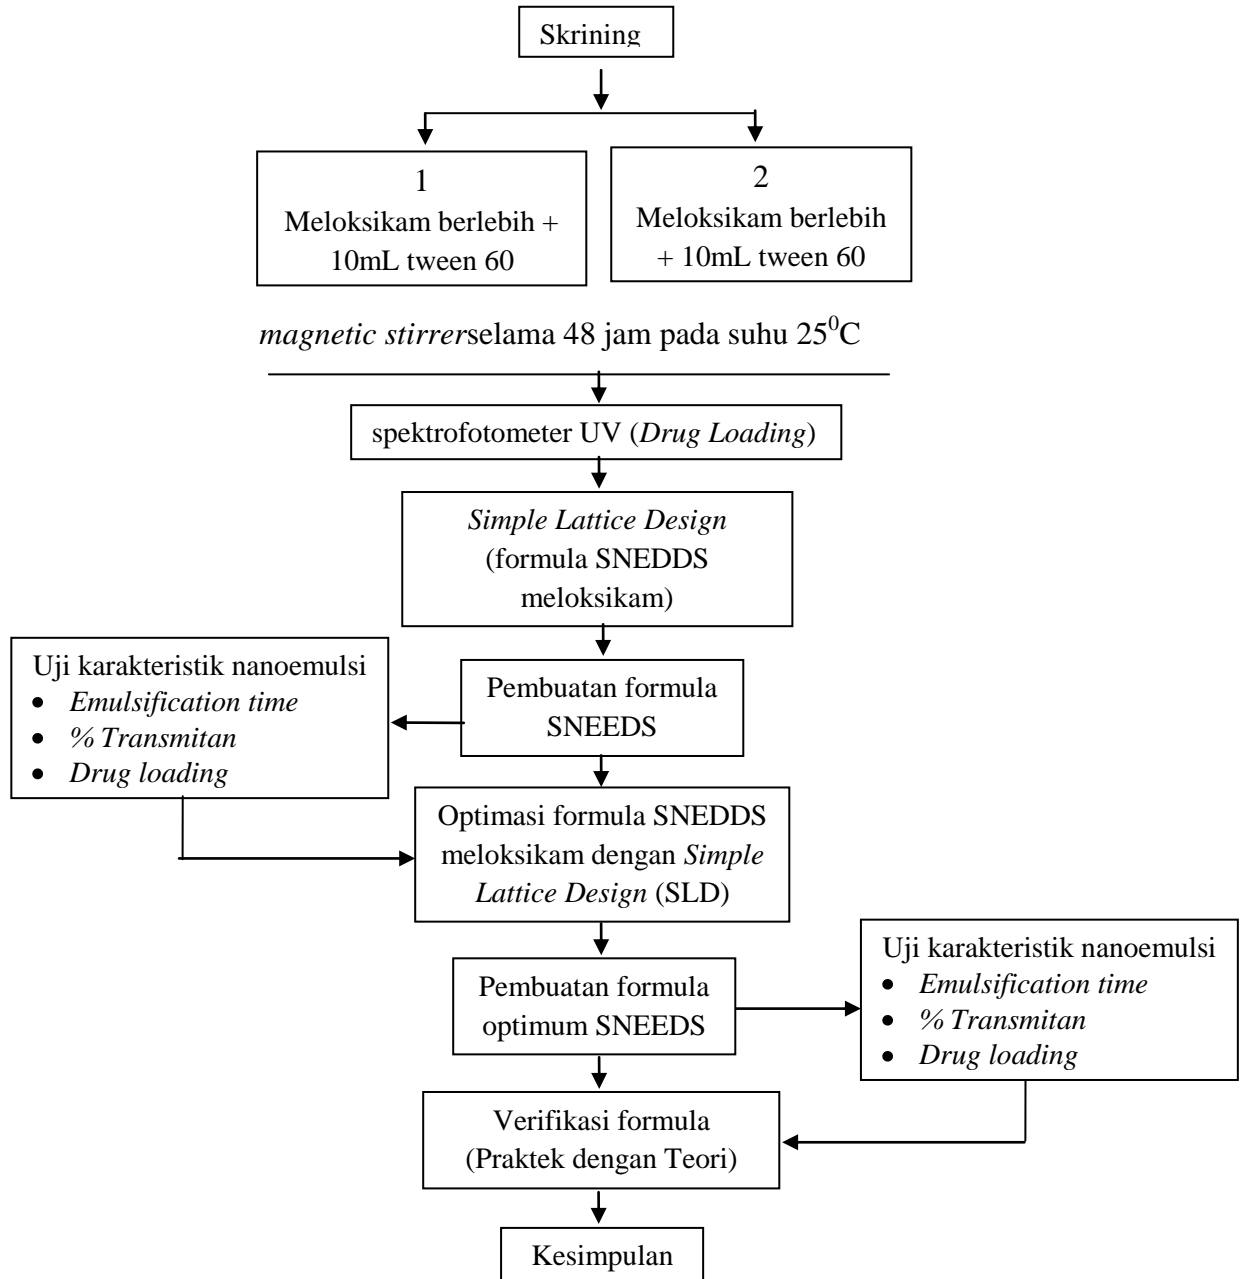 Skrining
1
Meloksikam berlebih +
10mL tween 60
2
Meloksikam berlebih
+ 10mL tween 60
magnetic stirrerselama 48 jam pada suhu 25⁰C
spektrofotometer UV (Drug Loading)
Simple Lattice Design
(formula SNEDDS
meloksikam)
Uji karakteristik nanoemulsi
• Emulsification time
• % Transmitan
• Drug loading
Pembuatan formula
SNEEDS
Optimasi formula SNEDDS
meloksikam dengan Simple
Lattice Design (SLD)
Pembuatan formula
optimum SNEEDS
Uji karakteristik nanoemulsi
• Emulsification time
• % Transmitan
• Drug loading
Verifikasi formula
(Praktek dengan Teori)
Kesimpulan